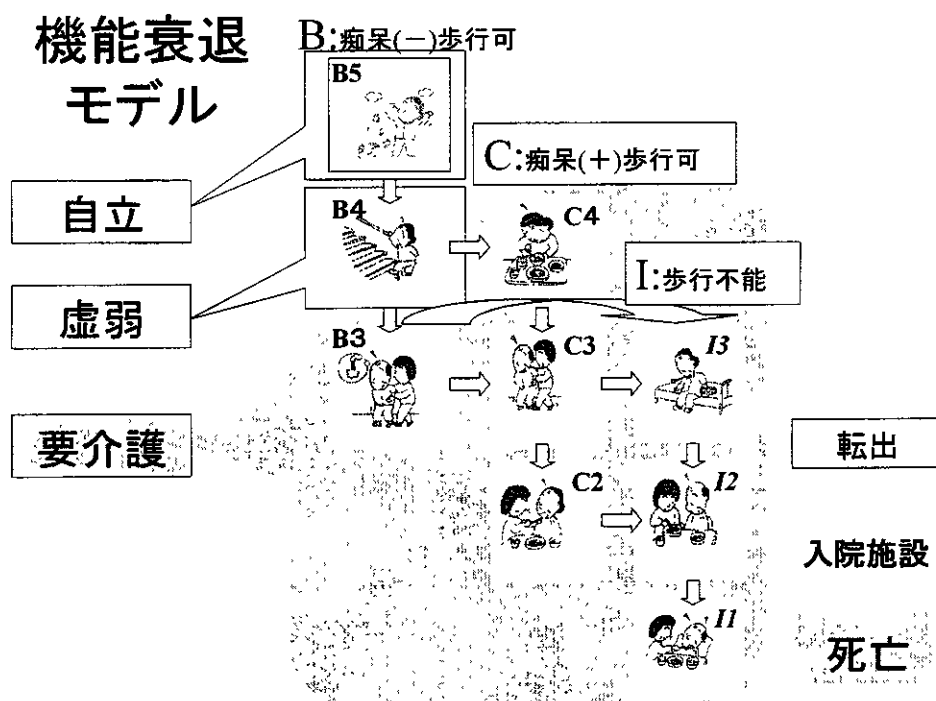 機能衰退
モデル
B:痴呆(－)歩行可
B5
C:痴呆(＋)歩行可
自立
B4
C4
I:歩行不能
虚弱
B3
C3
I3
要介護
転出
C2
I2
入院施設
I1
死亡